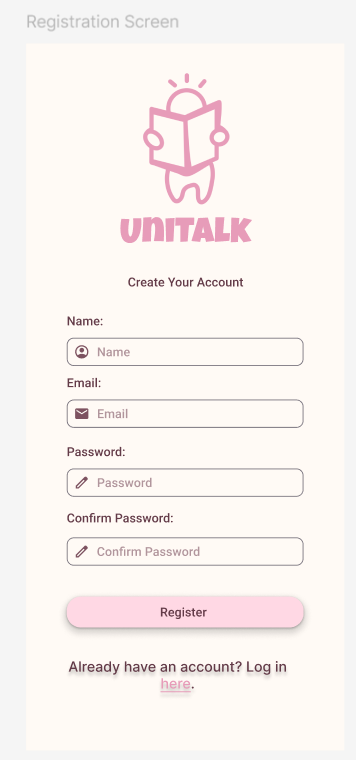 Registration Screen
UNITALK
Create Your Account
Name:
Name
Email:
Email
Password:
Password
Confirm Password:
Confirm Password
Register
Already have an account? Log in
here.